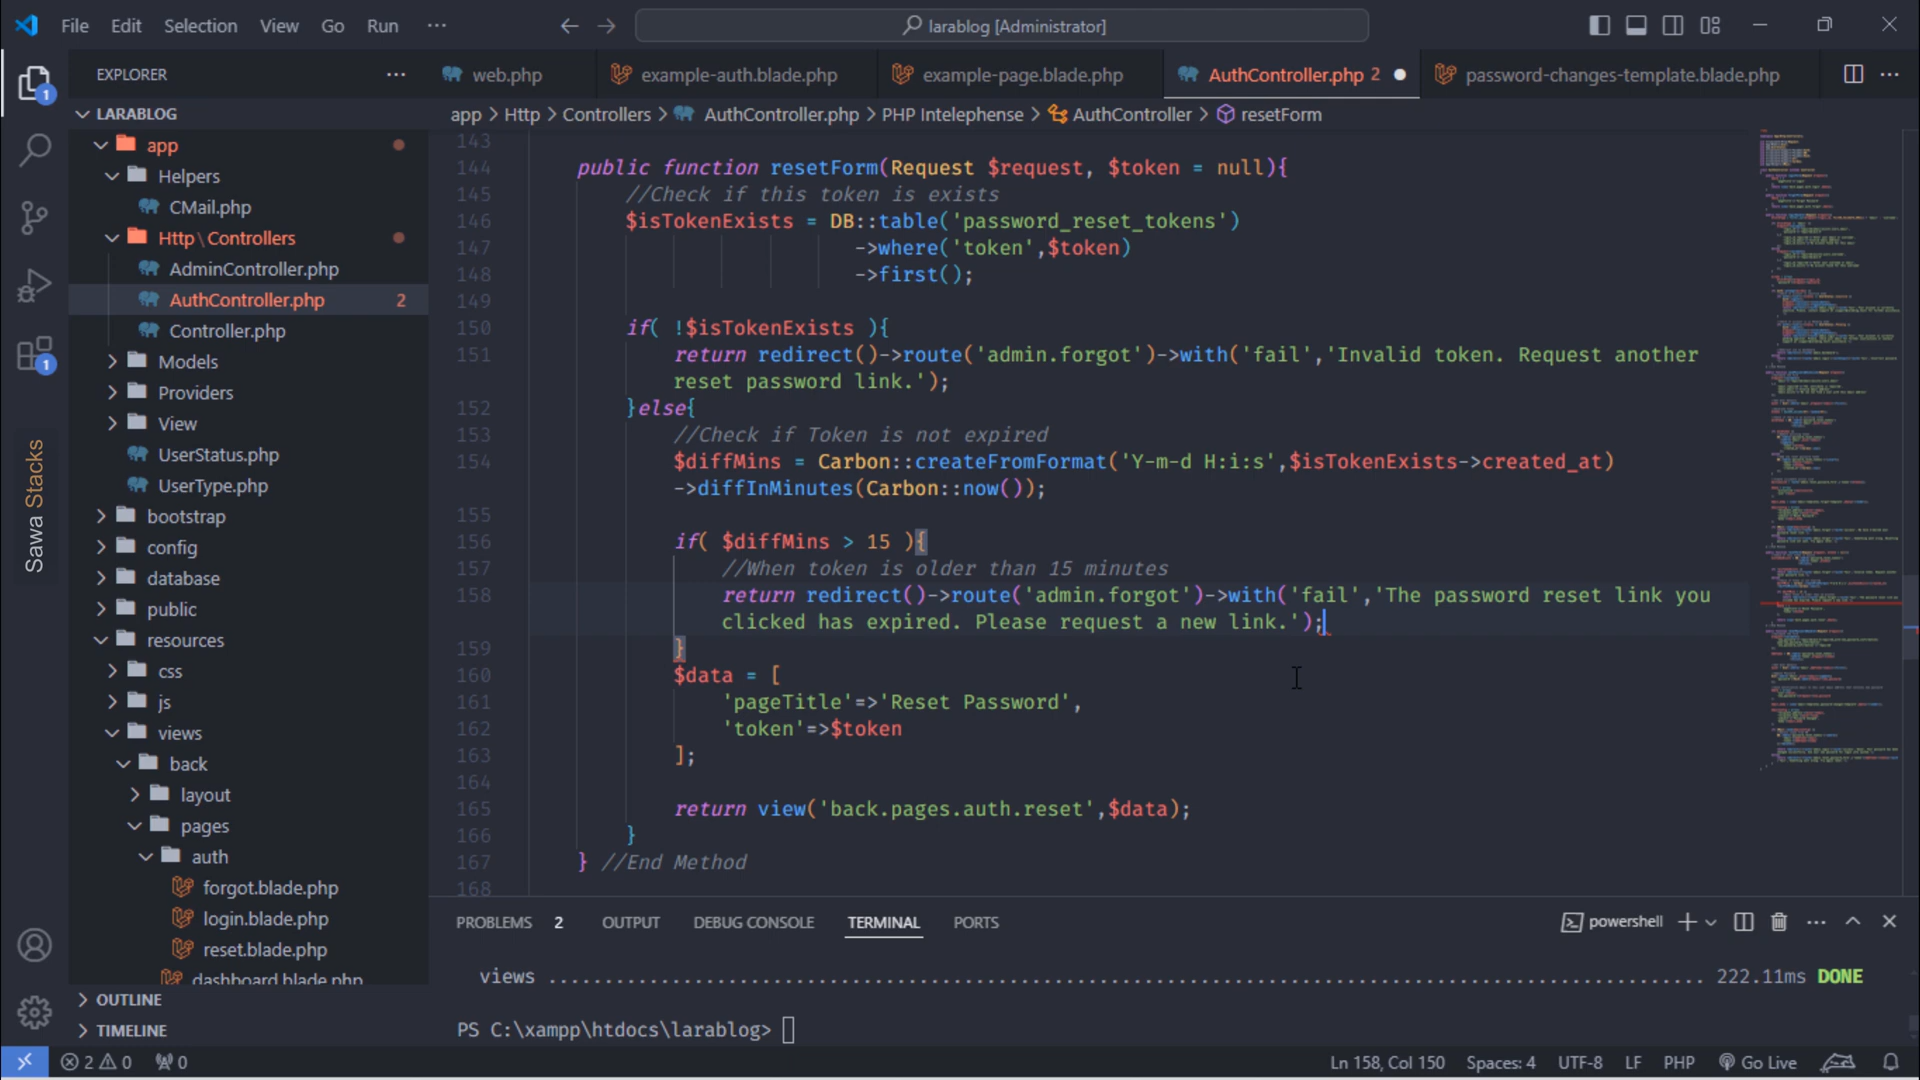 File Edit Selection View Go Run ··· larablog [Administrator]
EXPLORER ···
web.php example-auth.blade.php example-page.blade.php AuthController.php 2 password-changes-template.blade.php ···
LARABLOG
app > Http > Controllers > AuthController.php > PHP Intelephense > AuthController > resetForm
app
Helpers
CMail.php
Http\Controllers
AdminController.php
AuthController.php 2
Controller.php
Models
Providers
View
UserStatus.php
UserType.php
bootstrap
config
database
public
resources
css
js
views
back
layout
pages
auth
forgot.blade.php
login.blade.php
reset.blade.php
dashboard.blade.php
OUTLINE
TIMELINE
1
1
Sawa Stacks
143
144 public function resetForm(Request $request, $token = null){
145 //Check if this token is exists
146 $isTokenExists = DB::table('password_reset_tokens')
147 ->where('token',$token)
148 ->first();
149
150 if( !$isTokenExists ){
151 return redirect()->route('admin.forgot')->with('fail','Invalid token. Request another
reset password link.');
152 }else{
153 //Check if Token is not expired
154 $diffMins = Carbon::createFromFormat('Y-m-d H:i:s',$isTokenExists->created_at)
->diffInMinutes(Carbon::now());
155
156 if( $diffMins > 15 ){
157 //When token is older than 15 minutes
158 return redirect()->route('admin.forgot')->with('fail','The password reset link you
clicked has expired. Please request a new link.');
159 }
160 $data = [
161 'pageTitle'=>'Reset Password',
162 'token'=>$token
163 ];
164
165 return view('back.pages.auth.reset',$data);
166 }
167 } //End Method
168
PROBLEMS 2 OUTPUT DEBUG CONSOLE TERMINAL PORTS powershell ···
views ........................................................................................ 222.11ms DONE
PS C:\xampp\htdocs\larablog>
2 0 0 Ln 158, Col 150 Spaces: 4 UTF-8 LF PHP Go Live